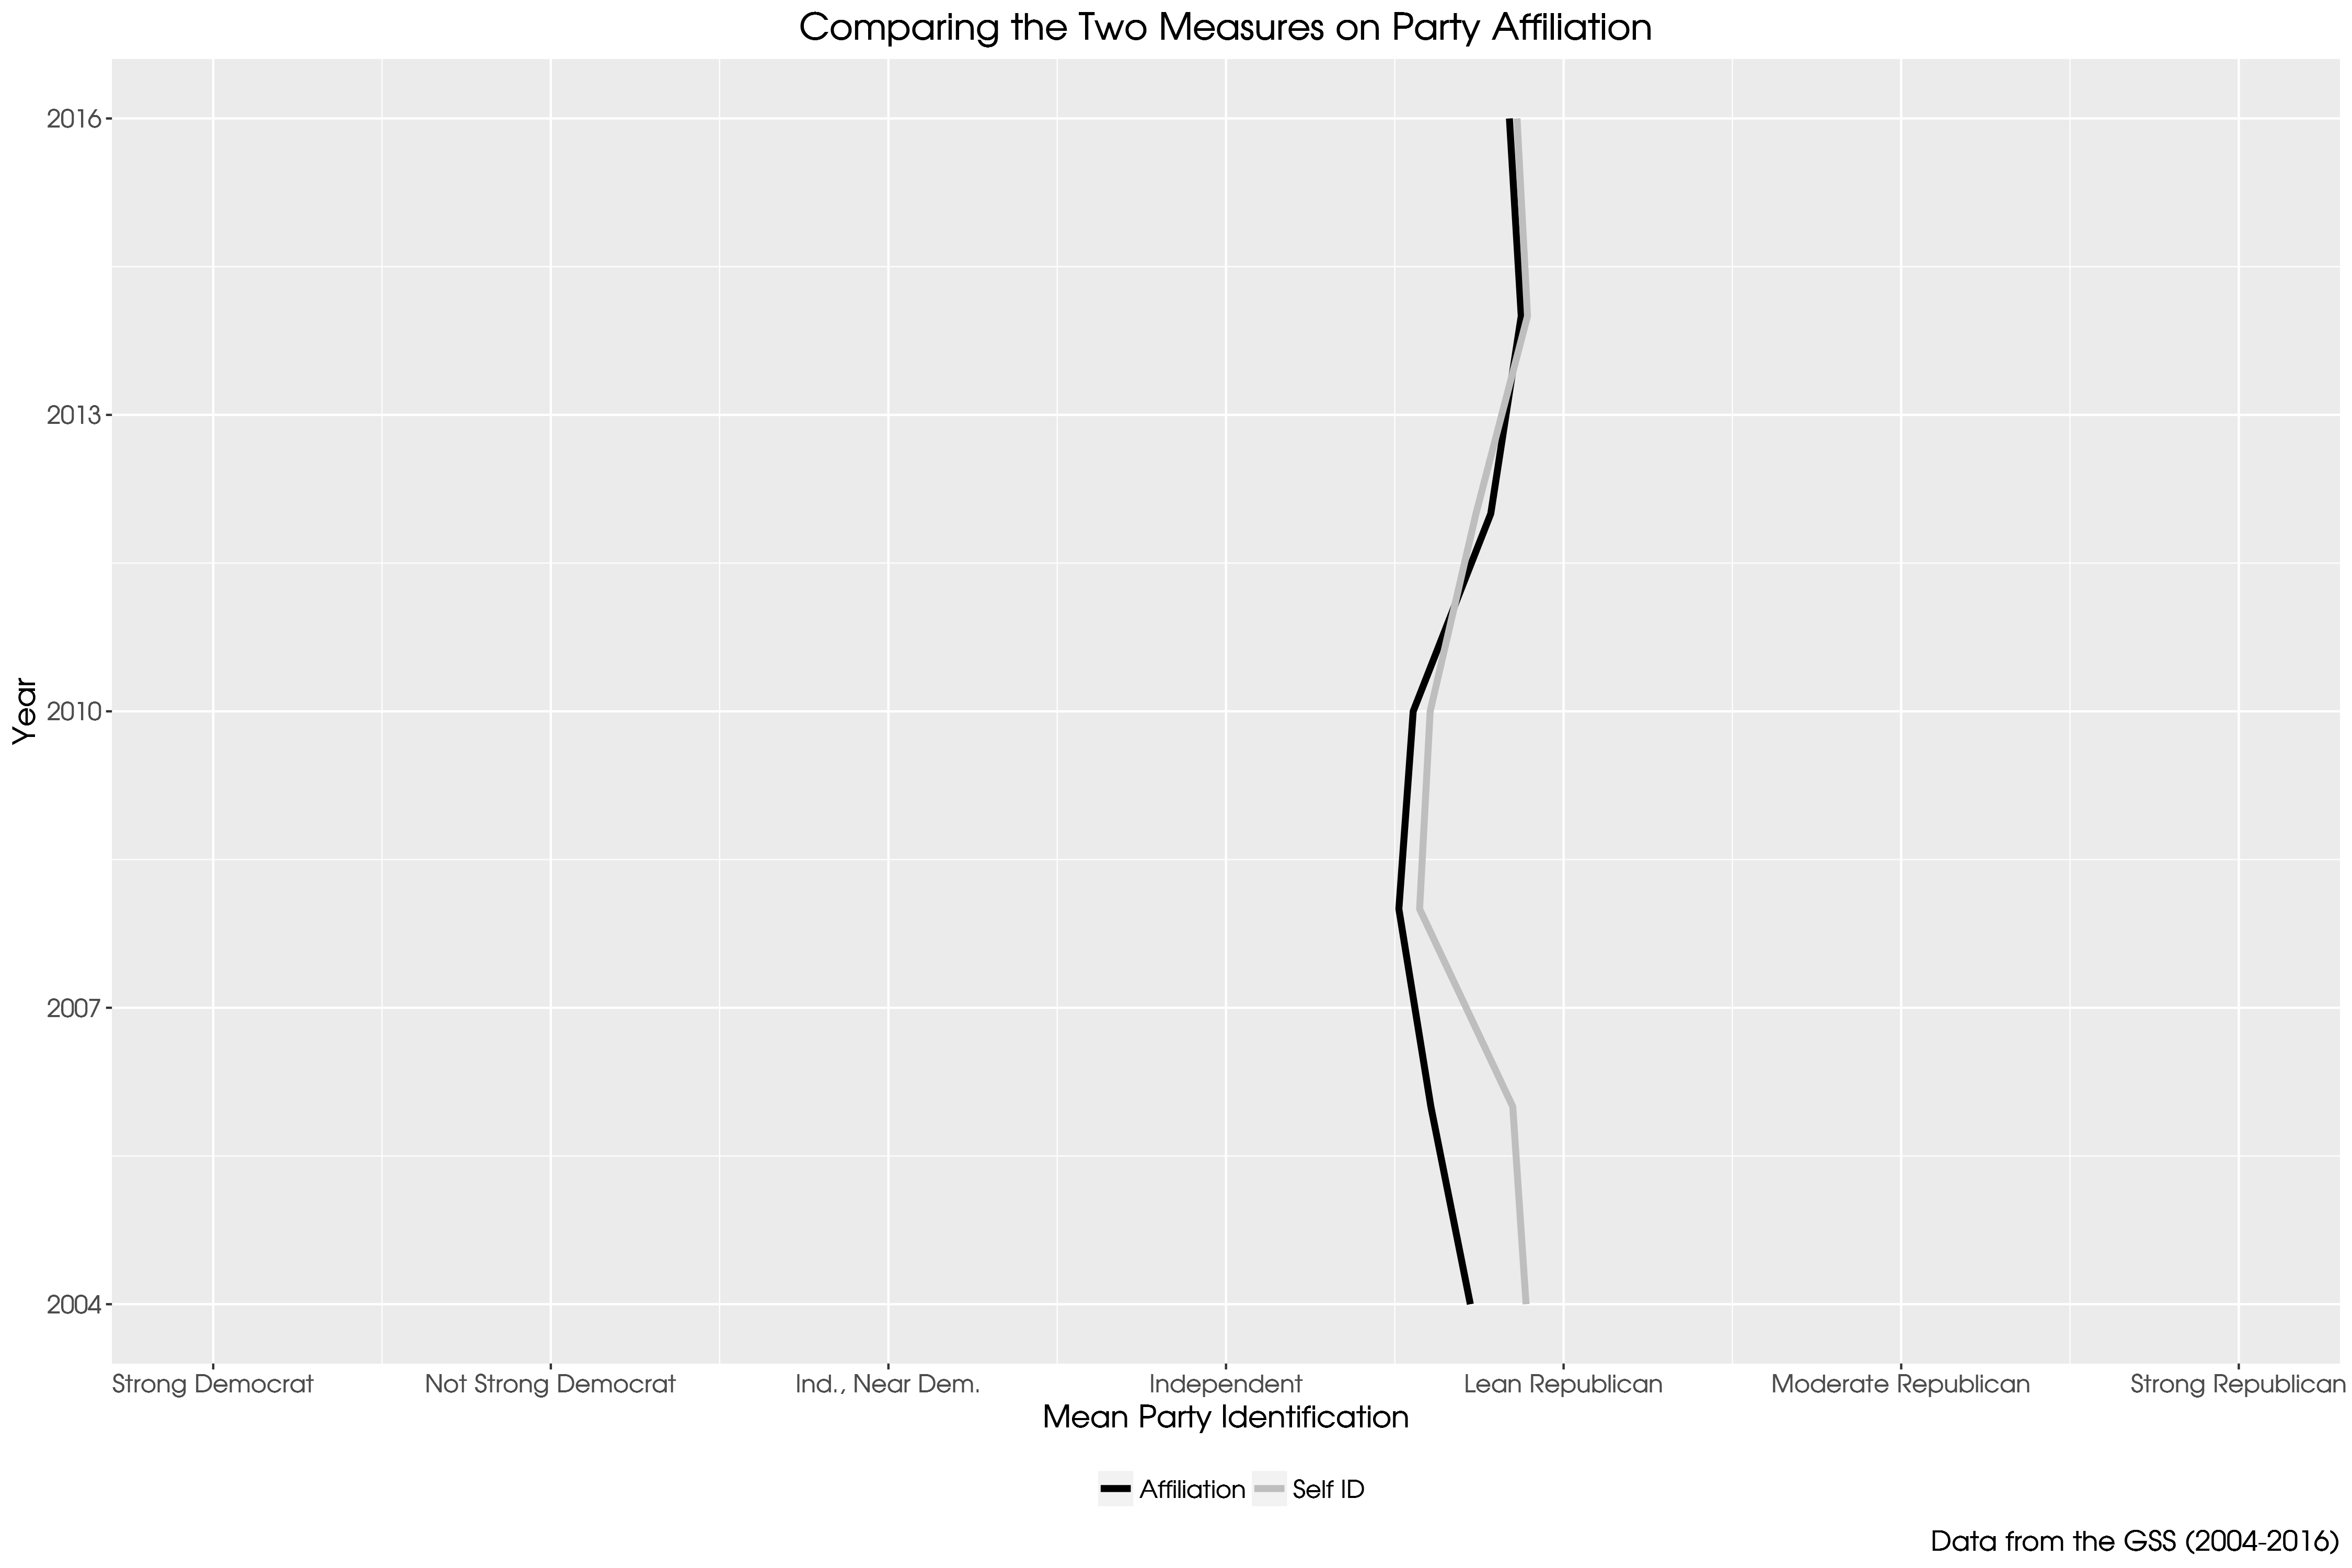 Comparing the Two Measures on Party Affiliation
2016
2013
2010
2007
2004
Year
Strong Democrat Not Strong Democrat Ind., Near Dem. Independent Lean Republican Moderate Republican Strong Republican
Mean Party Identification
Affiliation Self ID
Data from the GSS (2004-2016)